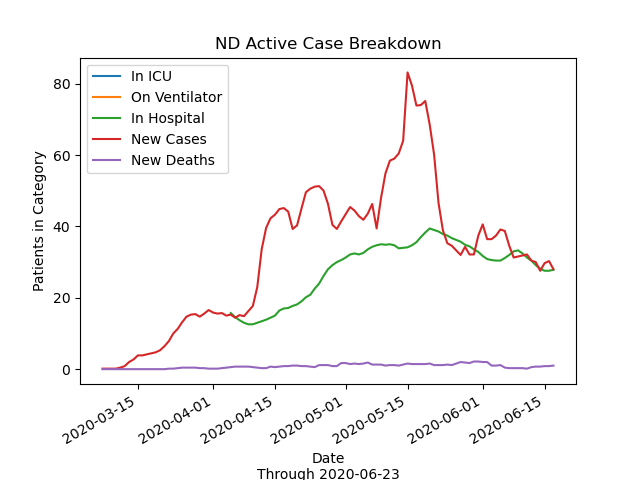 ND Active Case Breakdown
In ICU
On Ventilator
In Hospital
New Cases
New Deaths
Patients in Category
80
60
40
20
0
2020-03-15
2020-04-01
2020-04-15
2020-05-01
2020-05-15
2020-06-01
2020-06-15
Date
Through 2020-06-23